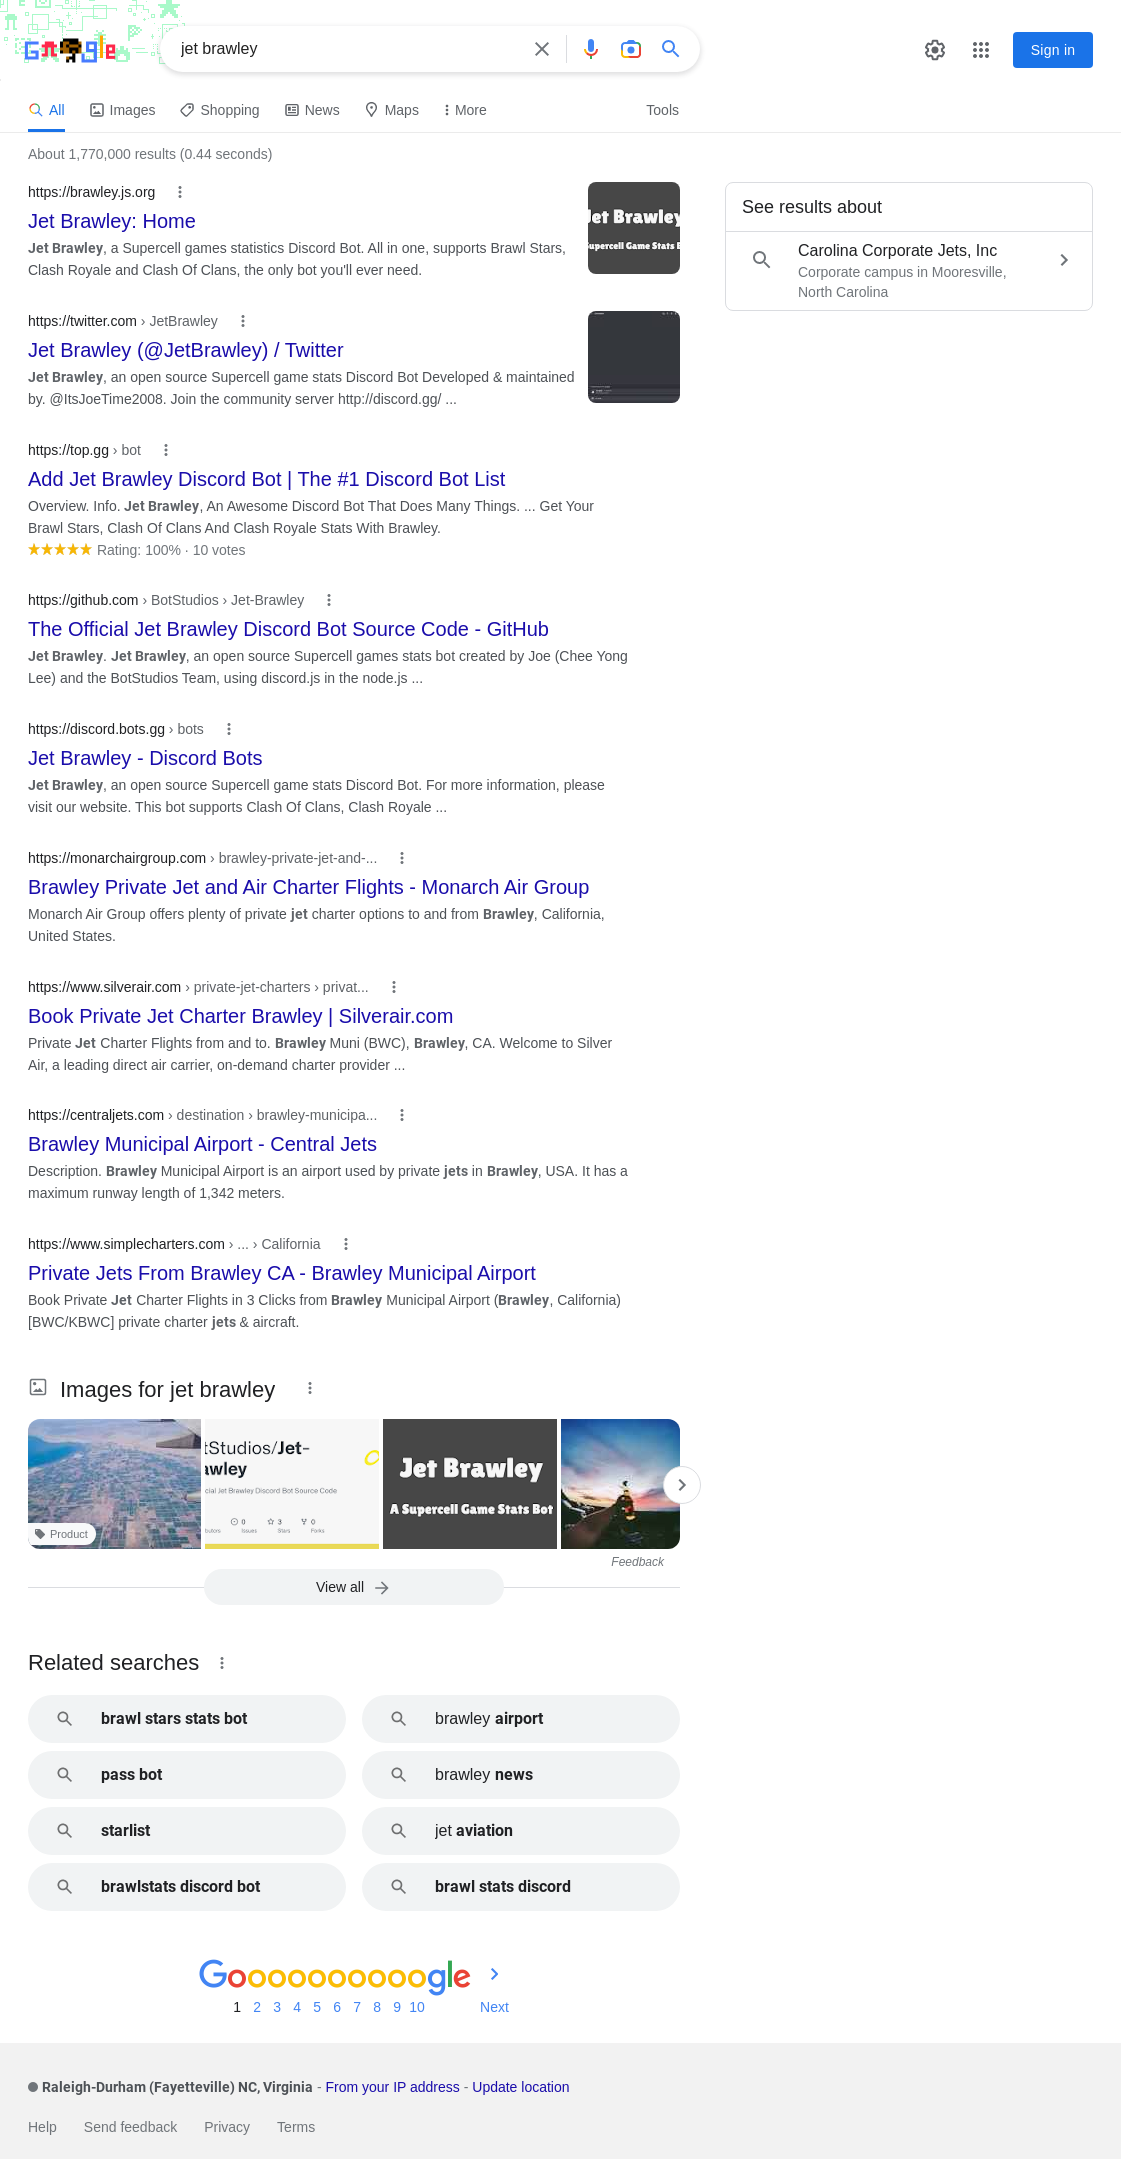 Google
jet brawley
Sign in
All
Images
Shopping
News
Maps
More
Tools
About 1,770,000 results (0.44 seconds)
https://brawley.js.org
Jet Brawley: Home
Jet Brawley, a Supercell games statistics Discord Bot. All in one, supports Brawl Stars,
Clash Royale and Clash Of Clans, the only bot you'll ever need.
Jet Brawley
Supercell Game Stats B
See results about
Carolina Corporate Jets, Inc
Corporate campus in Mooresville,
North Carolina
https://twitter.com › JetBrawley
Jet Brawley (@JetBrawley) / Twitter
Jet Brawley, an open source Supercell game stats Discord Bot Developed & maintained
by. @ItsJoeTime2008. Join the community server http://discord.gg/ ...
https://top.gg › bot
Add Jet Brawley Discord Bot | The #1 Discord Bot List
Overview. Info. Jet Brawley, An Awesome Discord Bot That Does Many Things. ... Get Your
Brawl Stars, Clash Of Clans And Clash Royale Stats With Brawley.
Rating: 100% · 10 votes
https://github.com › BotStudios › Jet-Brawley
The Official Jet Brawley Discord Bot Source Code - GitHub
Jet Brawley. Jet Brawley, an open source Supercell games stats bot created by Joe (Chee Yong
Lee) and the BotStudios Team, using discord.js in the node.js ...
https://discord.bots.gg › bots
Jet Brawley - Discord Bots
Jet Brawley, an open source Supercell game stats Discord Bot. For more information, please
visit our website. This bot supports Clash Of Clans, Clash Royale ...
https://monarchairgroup.com › brawley-private-jet-and-...
Brawley Private Jet and Air Charter Flights - Monarch Air Group
Monarch Air Group offers plenty of private jet charter options to and from Brawley, California,
United States.
https://www.silverair.com › private-jet-charters › privat...
Book Private Jet Charter Brawley | Silverair.com
Private Jet Charter Flights from and to. Brawley Muni (BWC), Brawley, CA. Welcome to Silver
Air, a leading direct air carrier, on-demand charter provider ...
https://centraljets.com › destination › brawley-municipa...
Brawley Municipal Airport - Central Jets
Description. Brawley Municipal Airport is an airport used by private jets in Brawley, USA. It has a
maximum runway length of 1,342 meters.
https://www.simplecharters.com › ... › California
Private Jets From Brawley CA - Brawley Municipal Airport
Book Private Jet Charter Flights in 3 Clicks from Brawley Municipal Airport (Brawley, California)
[BWC/KBWC] private charter jets & aircraft.
Images for jet brawley
Product
tStudios/Jet-
awley
cial Jet Brawley Discord Bot Source Code
0
3
0
butors
Issues
Stars
Forks
Jet Brawley
A Supercell Game Stats Bot
Feedback
View all
Related searches
brawl stars stats bot
brawley airport
pass bot
brawley news
starlist
jet aviation
brawlstats discord bot
brawl stats discord
Goooooooooogle
1 2 3 4 5 6 7 8 9 10 Next
Raleigh-Durham (Fayetteville) NC, Virginia - From your IP address - Update location
Help
Send feedback
Privacy
Terms